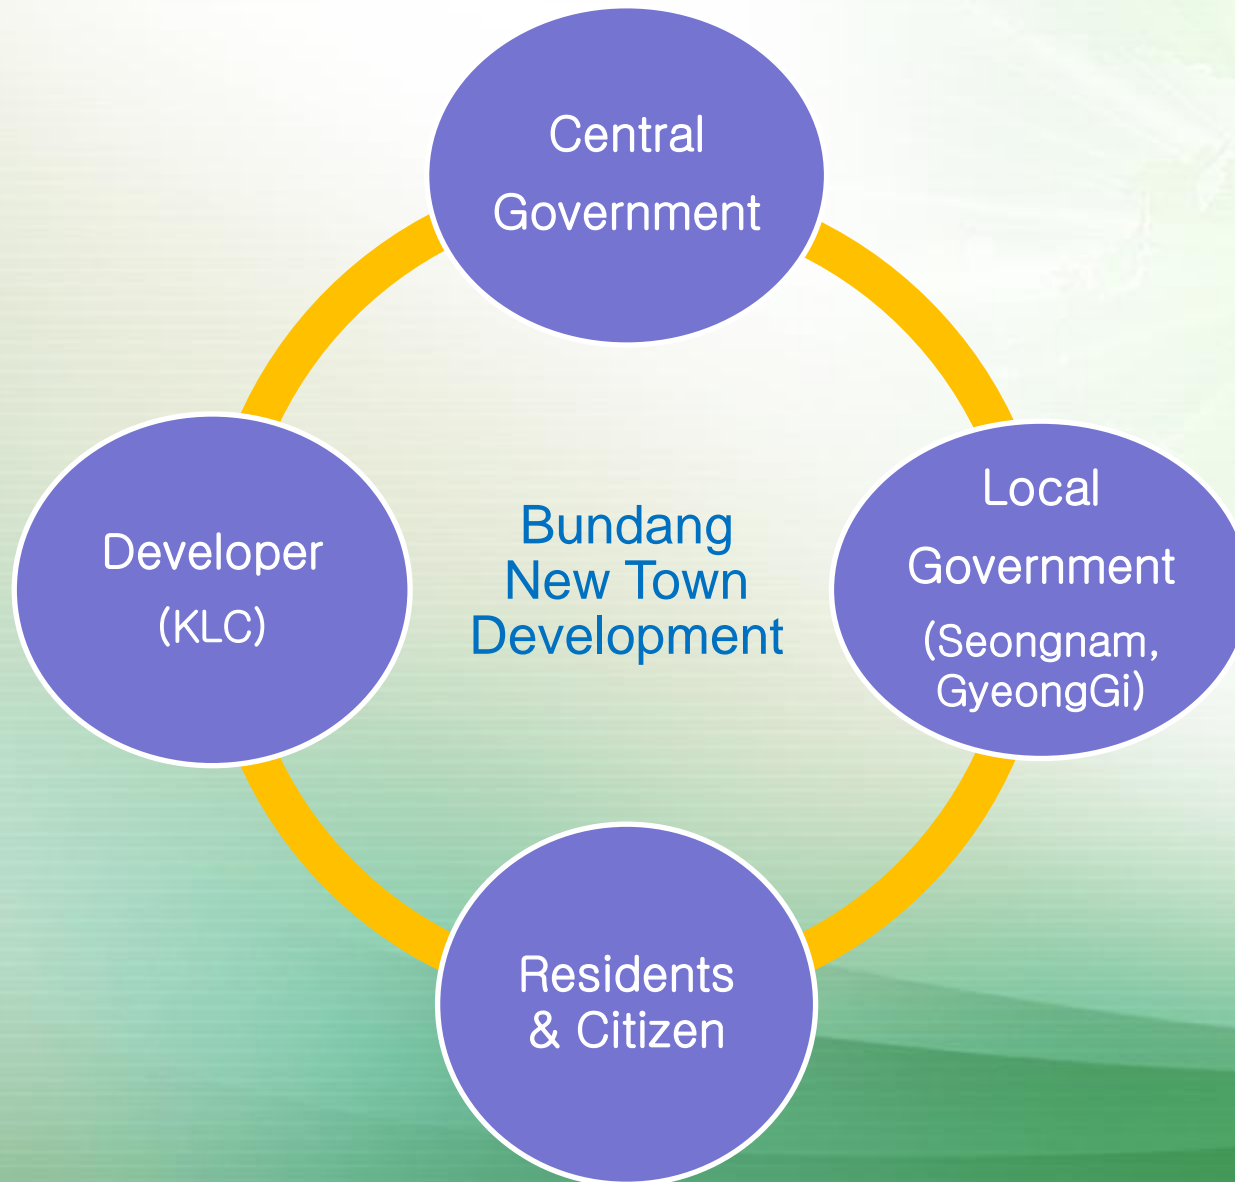 Central
Government
Developer
(KLC)
Bundang
New Town
Development
Local
Government
(Seongnam,
GyeongGi)
Residents
& Citizen